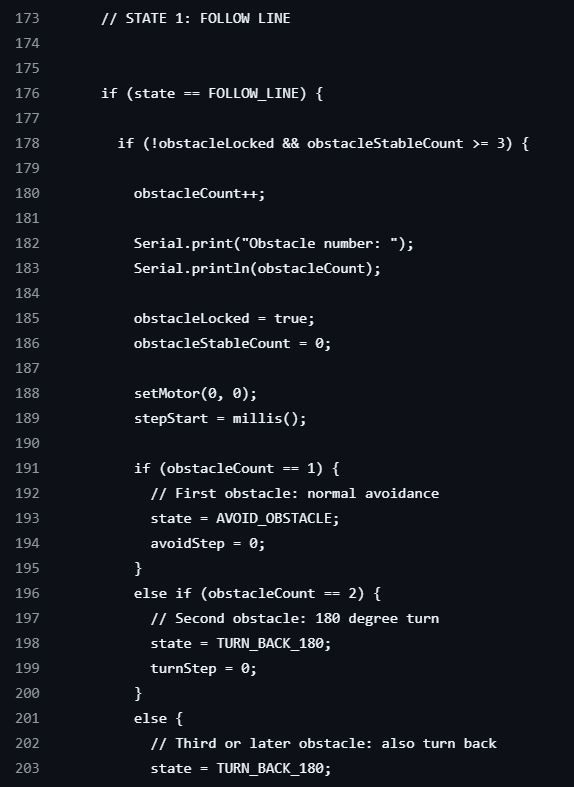 173 // STATE 1: FOLLOW LINE
174
175
176 if (state == FOLLOW_LINE) {
177
178 if (!obstacleLocked && obstacleStableCount >= 3) {
179
180 obstacleCount++;
181
182 Serial.print("Obstacle number: ");
183 Serial.println(obstacleCount);
184
185 obstacleLocked = true;
186 obstacleStableCount = 0;
187
188 setMotor(0, 0);
189 stepStart = millis();
190
191 if (obstacleCount == 1) {
192 // First obstacle: normal avoidance
193 state = AVOID_OBSTACLE;
194 avoidStep = 0;
195 }
196 else if (obstacleCount == 2) {
197 // Second obstacle: 180 degree turn
198 state = TURN_BACK_180;
199 turnStep = 0;
200 }
201 else {
202 // Third or later obstacle: also turn back
203 state = TURN_BACK_180;